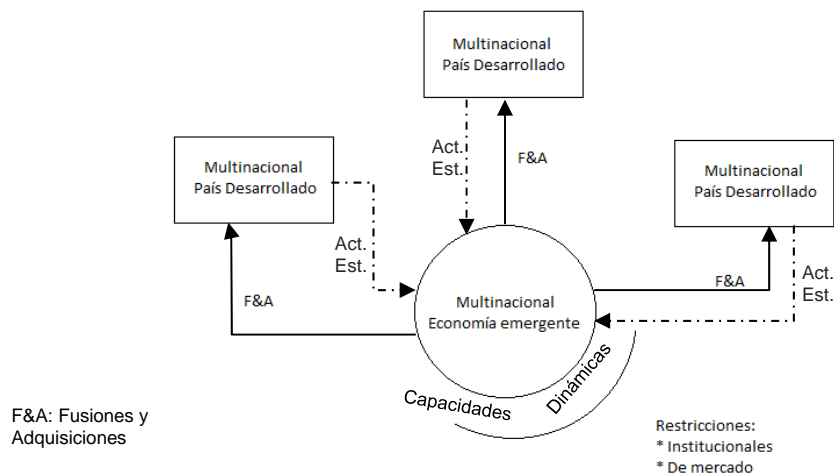 Multinacional
País Desarrollado
Act.
Est.
F&A
Multinacional
País Desarrollado
Multinacional
País Desarrollado
Act.
Est.
Act.
Est.
F&A
F&A
Multinacional
Economía emergente
Capacidades Dinámicas
F&A: Fusiones y
Adquisiciones
Restricciones:
* Institucionales
* De mercado